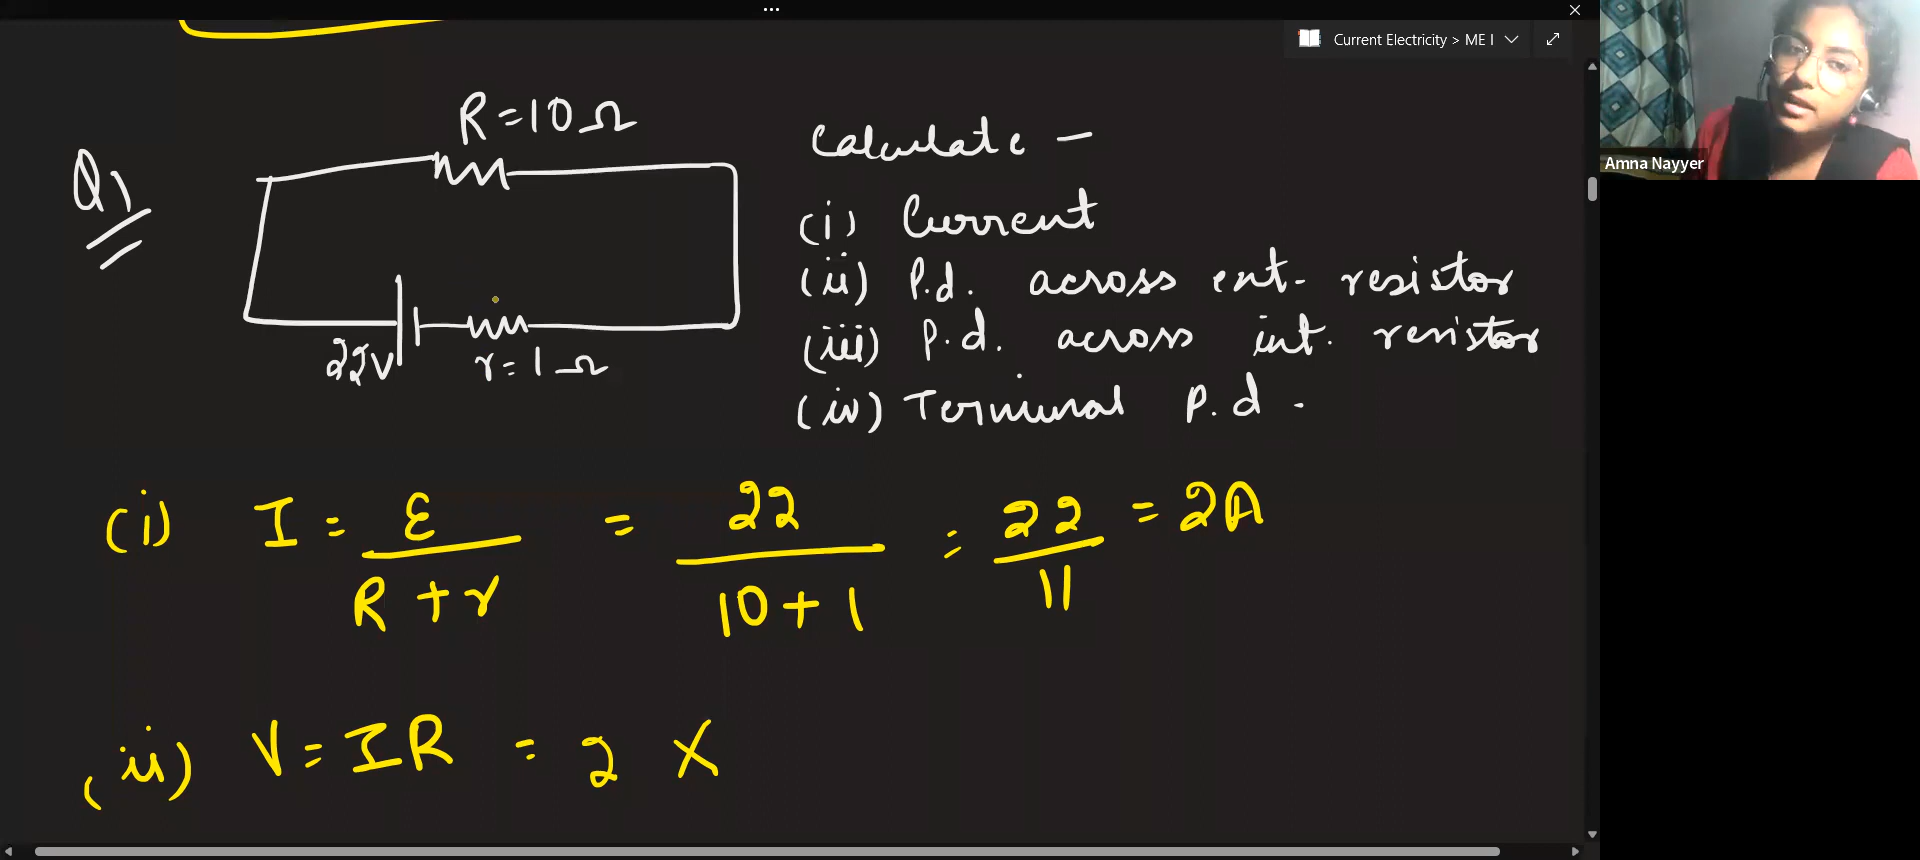 Current Electricity > ME I
Amna Nayyer
Q1
R=10Ω
22V
r=1Ω
Calculate –
(i) Current
(ii) P.d. across ext. resistor
(iii) P.d. across int. resistor
(iv) Terminal P.d.
(i) I = ε / R+r = 22 / 10+1 = 22 / 11 = 2A
(ii) V=IR = 2 X